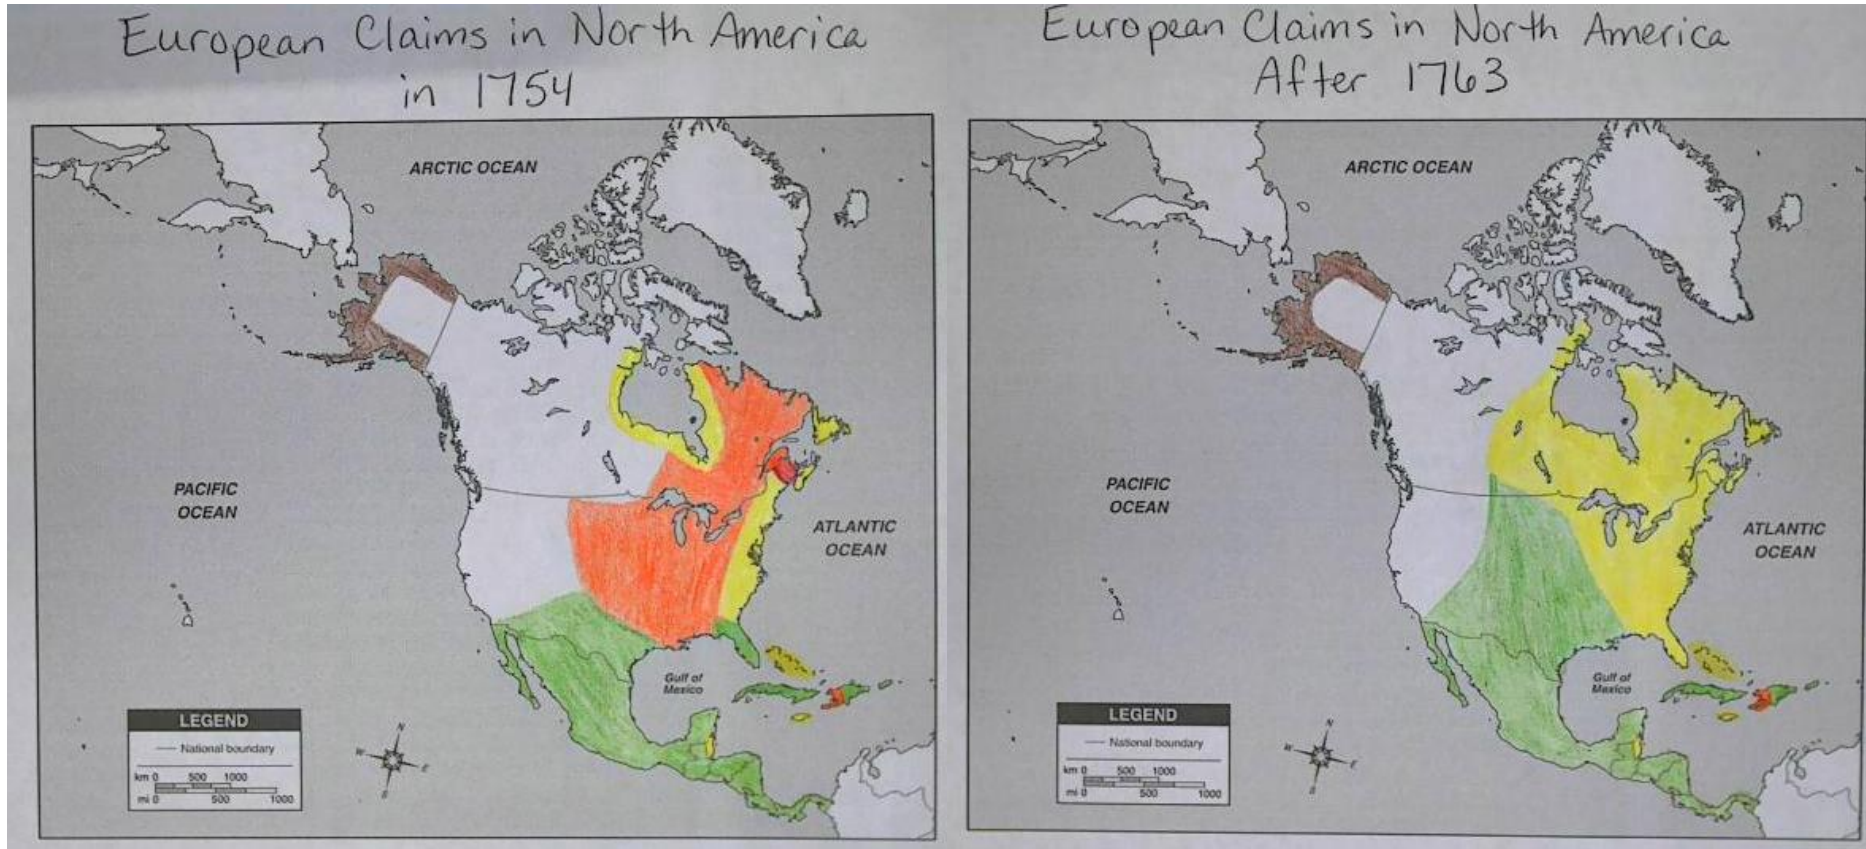 European Claims in North America
in 1754
ARCTIC OCEAN
PACIFIC
OCEAN
ATLANTIC
OCEAN
Gulf of
Mexico
LEGEND
National boundary
km 0 500 1000
mi 0 500 1000
N
W
E
S
European Claims in North America
After 1763
ARCTIC OCEAN
PACIFIC
OCEAN
ATLANTIC
OCEAN
Gulf of
Mexico
LEGEND
National boundary
km 0 500 1000
mi 0 500 1000
N
W
E
S